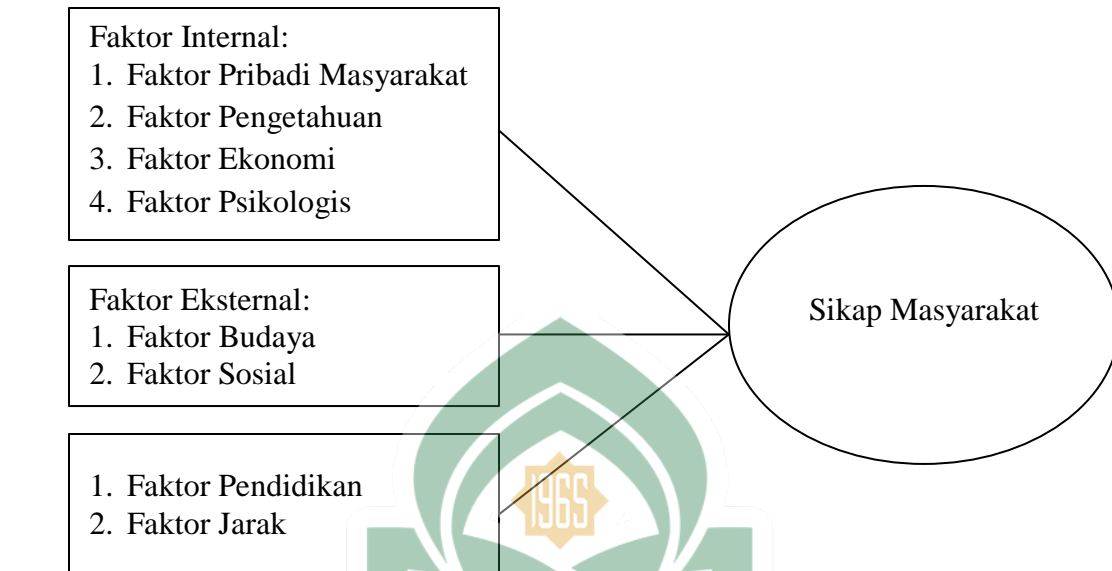 Faktor Internal:
1. Faktor Pribadi Masyarakat
2. Faktor Pengetahuan
3. Faktor Ekonomi
4. Faktor Psikologis
Faktor Eksternal:
1. Faktor Budaya
2. Faktor Sosial
Sikap Masyarakat
1. Faktor Pendidikan
2. Faktor Jarak
1965